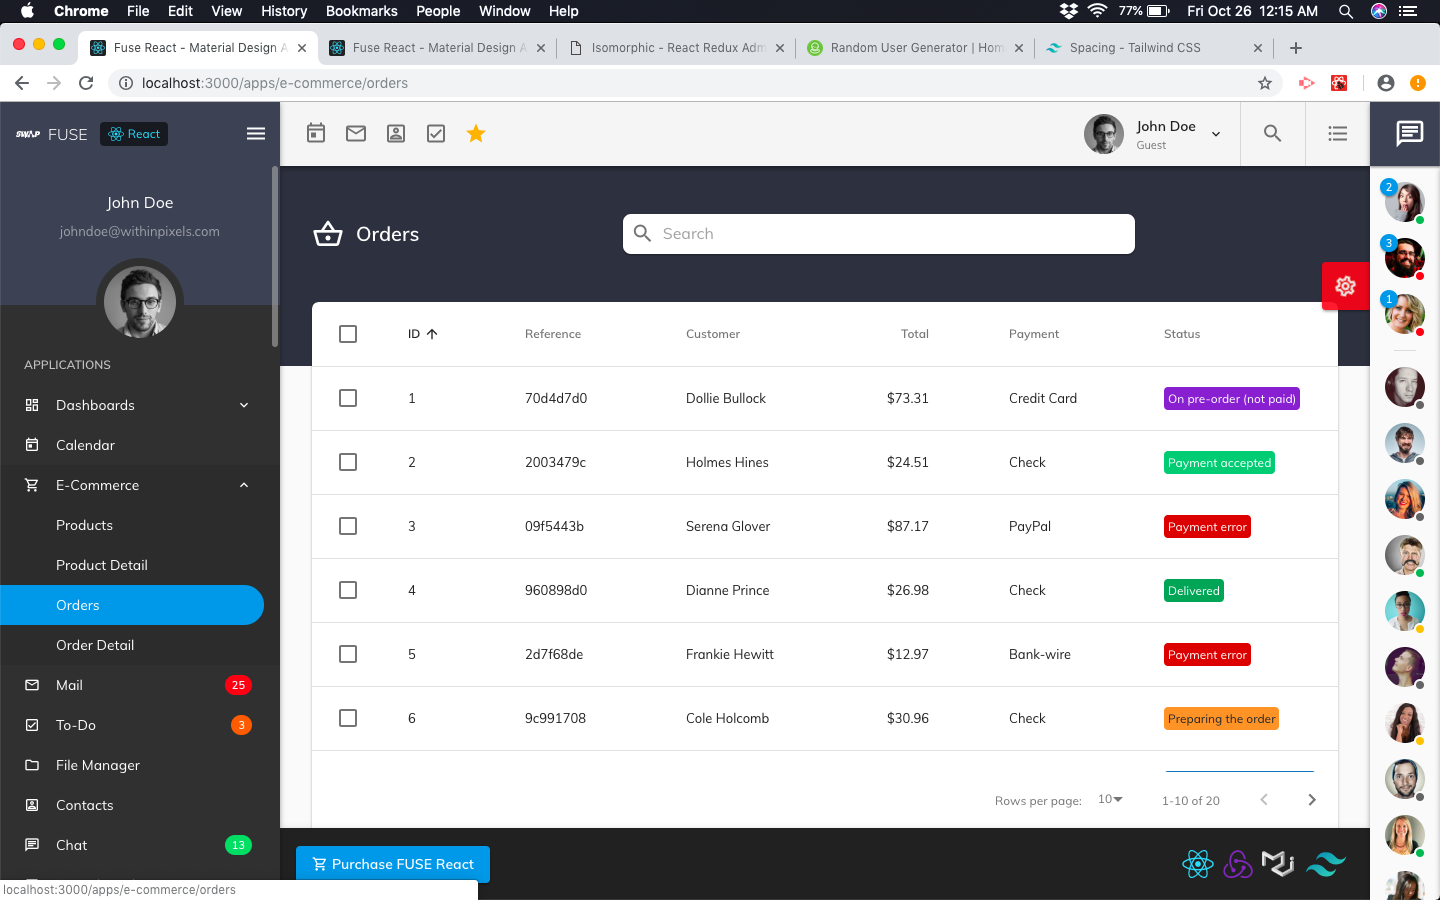 Chrome File Edit View History Bookmarks People Window Help 77% Fri Oct 26 12:15 AM
Fuse React - Material Design A Fuse React - Material Design A Isomorphic - React Redux Adm Random User Generator | Hom Spacing - Tailwind CSS
localhost:3000/apps/e-commerce/orders
SWAP FUSE React
John Doe
Guest
John Doe
johndoe@withinpixels.com
APPLICATIONS
Dashboards
Calendar
E-Commerce
Products
Product Detail
Orders
Order Detail
Mail 25
To-Do 3
File Manager
Contacts
Chat 13
Orders
Search
ID Reference Customer Total Payment Status
1 70d4d7d0 Dollie Bullock $73.31 Credit Card On pre-order (not paid)
2 2003479c Holmes Hines $24.51 Check Payment accepted
3 09f5443b Serena Glover $87.17 PayPal Payment error
4 960898d0 Dianne Prince $26.98 Check Delivered
5 2d7f68de Frankie Hewitt $12.97 Bank-wire Payment error
6 9c991708 Cole Holcomb $30.96 Check Preparing the order
Rows per page: 10 1-10 of 20
2
3
1
Purchase FUSE React
localhost:3000/apps/e-commerce/orders